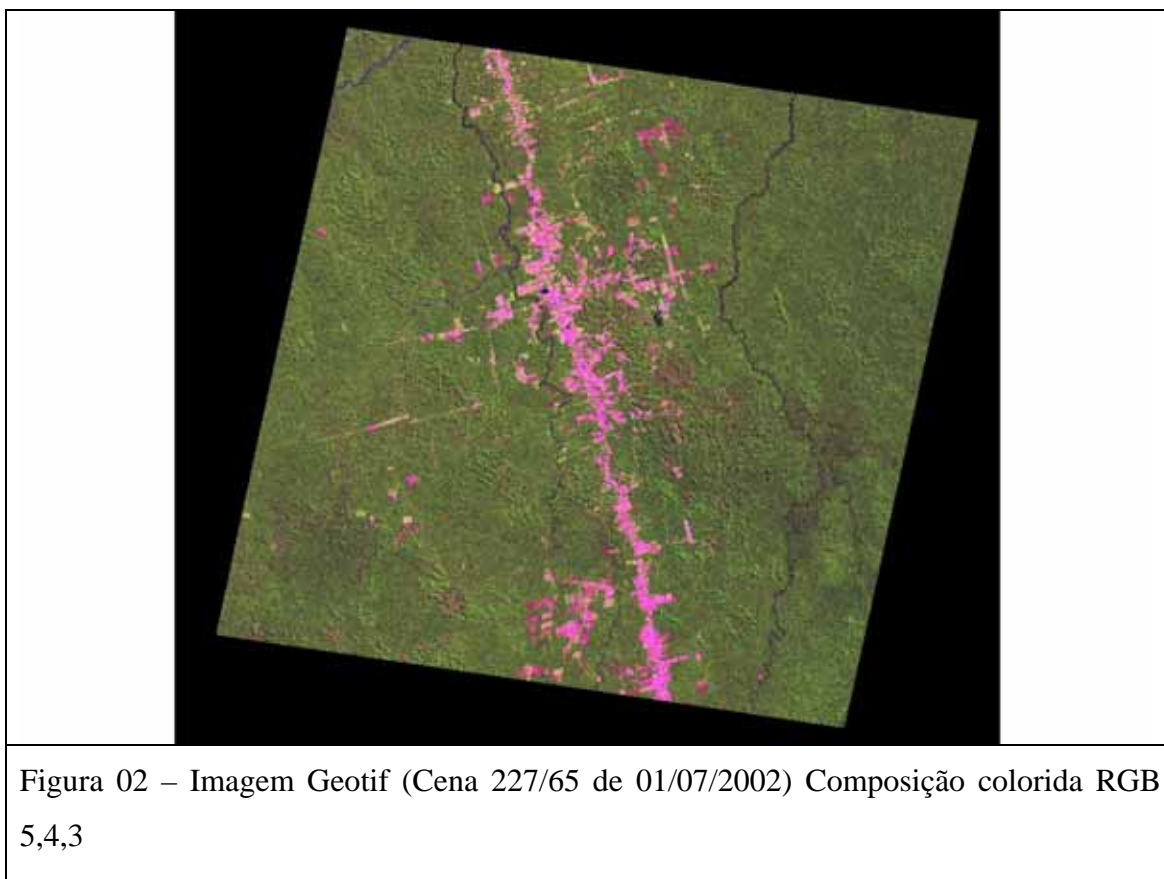 Figura 02 – Imagem Geotif (Cena 227/65 de 01/07/2002) Composição colorida RGB
5,4,3